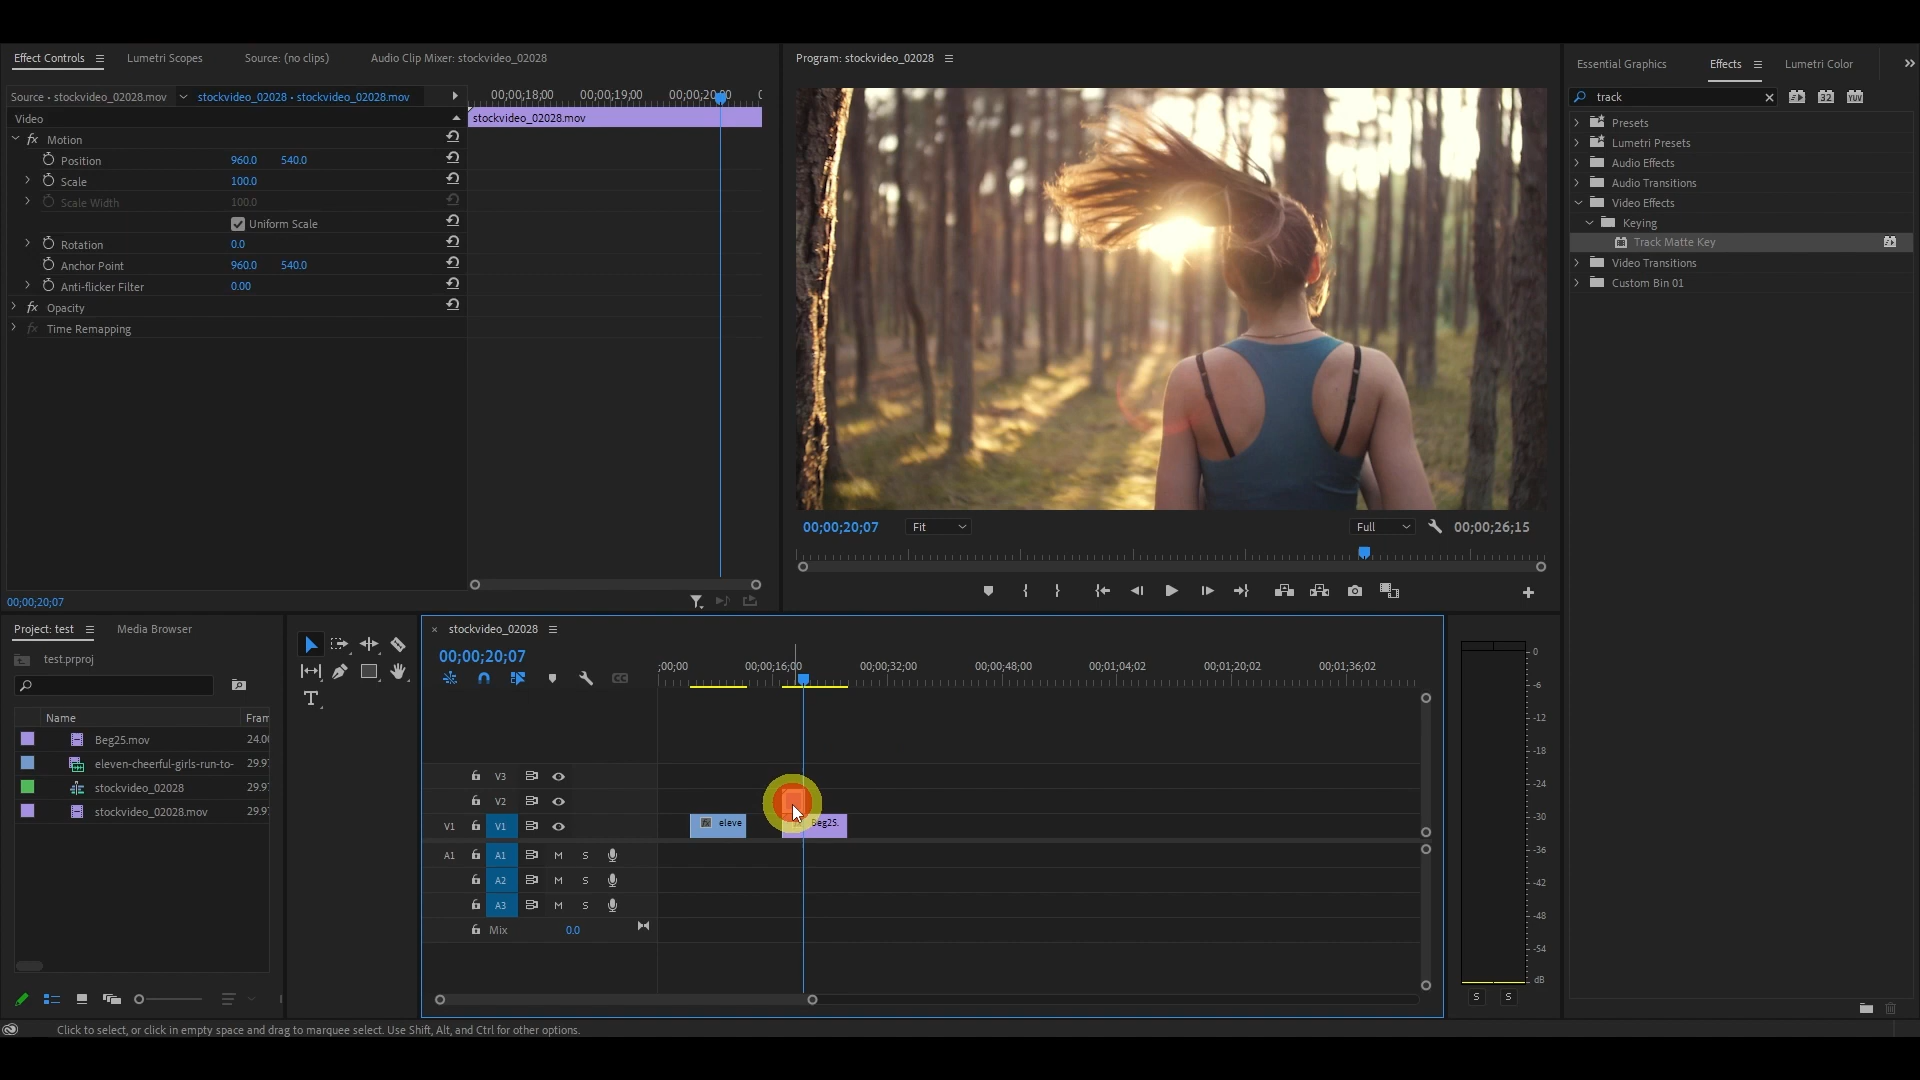 Effect Controls
Lumetri Scopes
Source: (no clips)
Audio Clip Mixer: stockvideo_02028
Source • stockvideo_02028.mov
stockvideo_02028 • stockvideo_02028.mov
00;00;18;00
00;00;19;00
00;00;20;00
Video
stockvideo_02028.mov
fx Motion
Position 960.0 540.0
Scale 100.0
Scale Width 100.0
Uniform Scale
Rotation 0.0
Anchor Point 960.0 540.0
Anti-flicker Filter 0.00
fx Opacity
fx Time Remapping
00;00;20;07
Program: stockvideo_02028
00;00;20;07
Fit
Full
00;00;26;15
Essential Graphics
Effects
Lumetri Color
track
32
YUV
Presets
Lumetri Presets
Audio Effects
Audio Transitions
Video Effects
Keying
Track Matte Key
Video Transitions
Custom Bin 01
Project: test
Media Browser
test.prproj
Name
Fram
Beg25.mov 24.0
eleven-cheerful-girls-run-to- 29.9
stockvideo_02028 29.9
stockvideo_02028.mov 29.9
T
stockvideo_02028
00;00;20;07
CC
;00;00
00;00;16;00
00;00;32;00
00;00;48;00
00;01;04;02
00;01;20;02
00;01;36;02
V3
V2
V1 V1
fx eleve
Beg25.
A1 A1 M S
A2 M S
A3 M S
Mix 0.0
0
-6
-12
-18
-24
-30
-36
-42
-48
-54
dB
S S
Click to select, or click in empty space and drag to marquee select. Use Shift, Alt, and Ctrl for other options.